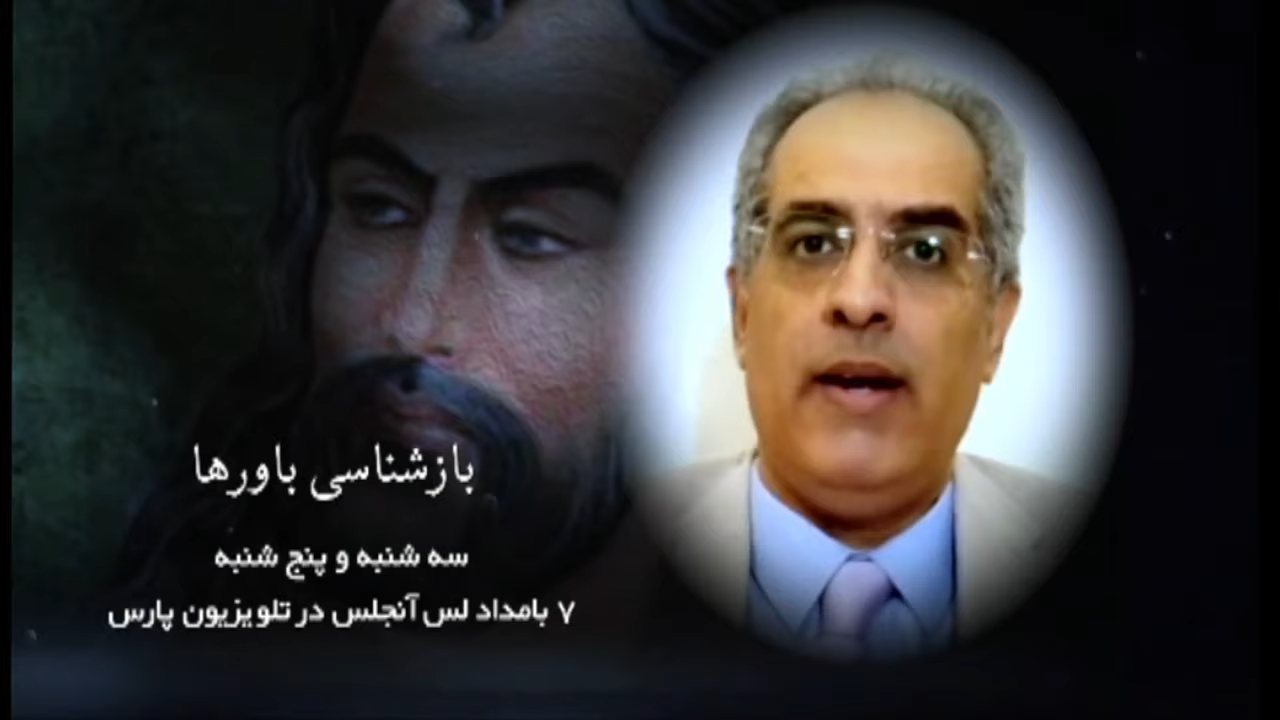 بازشناسی باورها
سه شنبه و پنج شنبه
۷ بامداد لس آنجلس در تلویزیون پارس